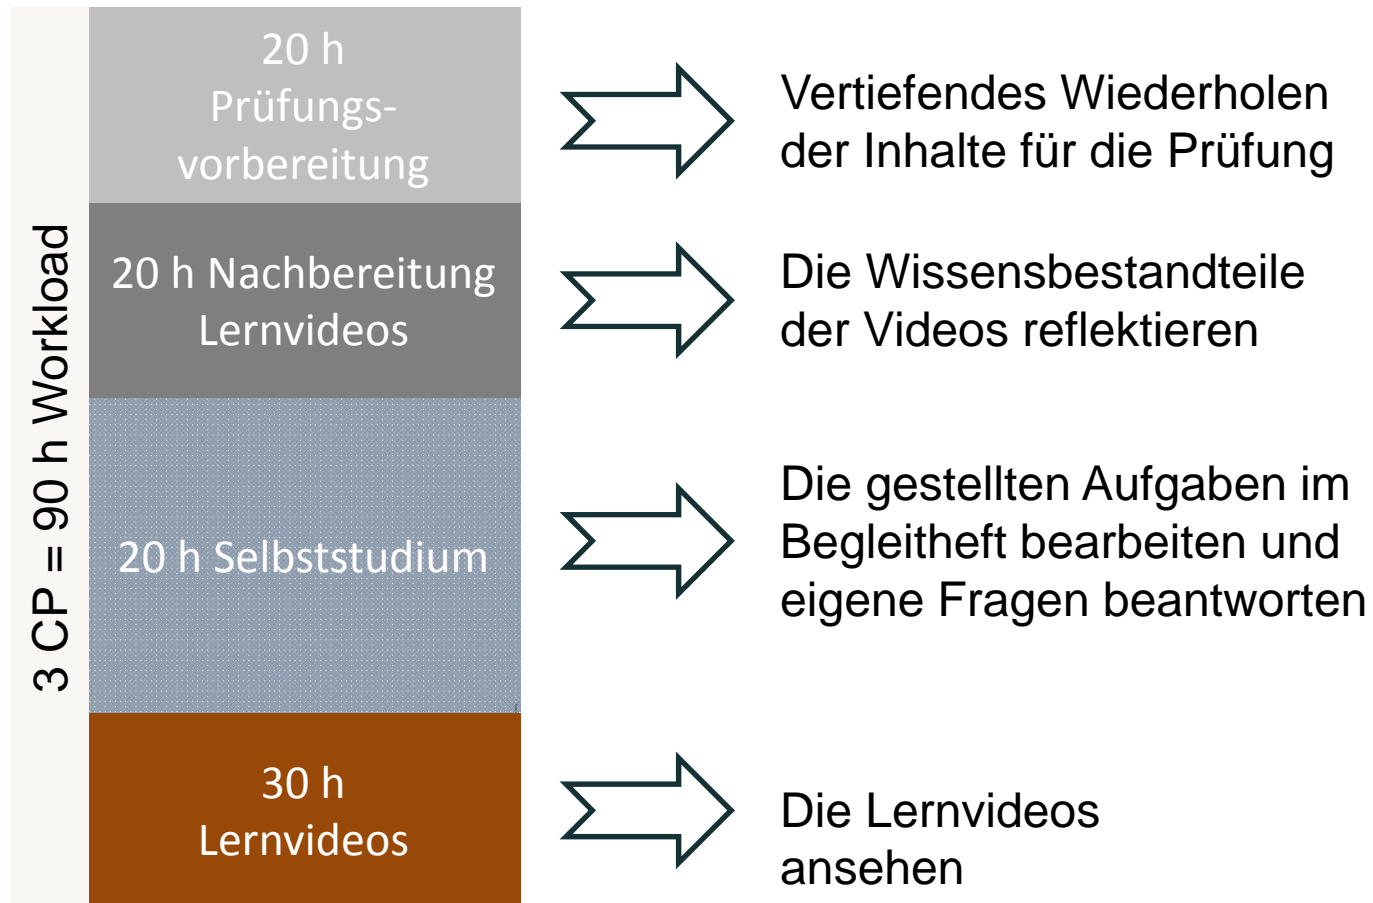 3 CP = 90 h Workload
20 h
Prüfungs-
vorbereitung
Vertiefendes Wiederholen
der Inhalte für die Prüfung
20 h Nachbereitung
Lernvideos
Die Wissensbestandteile
der Videos reflektieren
20 h Selbststudium
Die gestellten Aufgaben im
Begleitheft bearbeiten und
eigene Fragen beantworten
30 h
Lernvideos
Die Lernvideos
ansehen